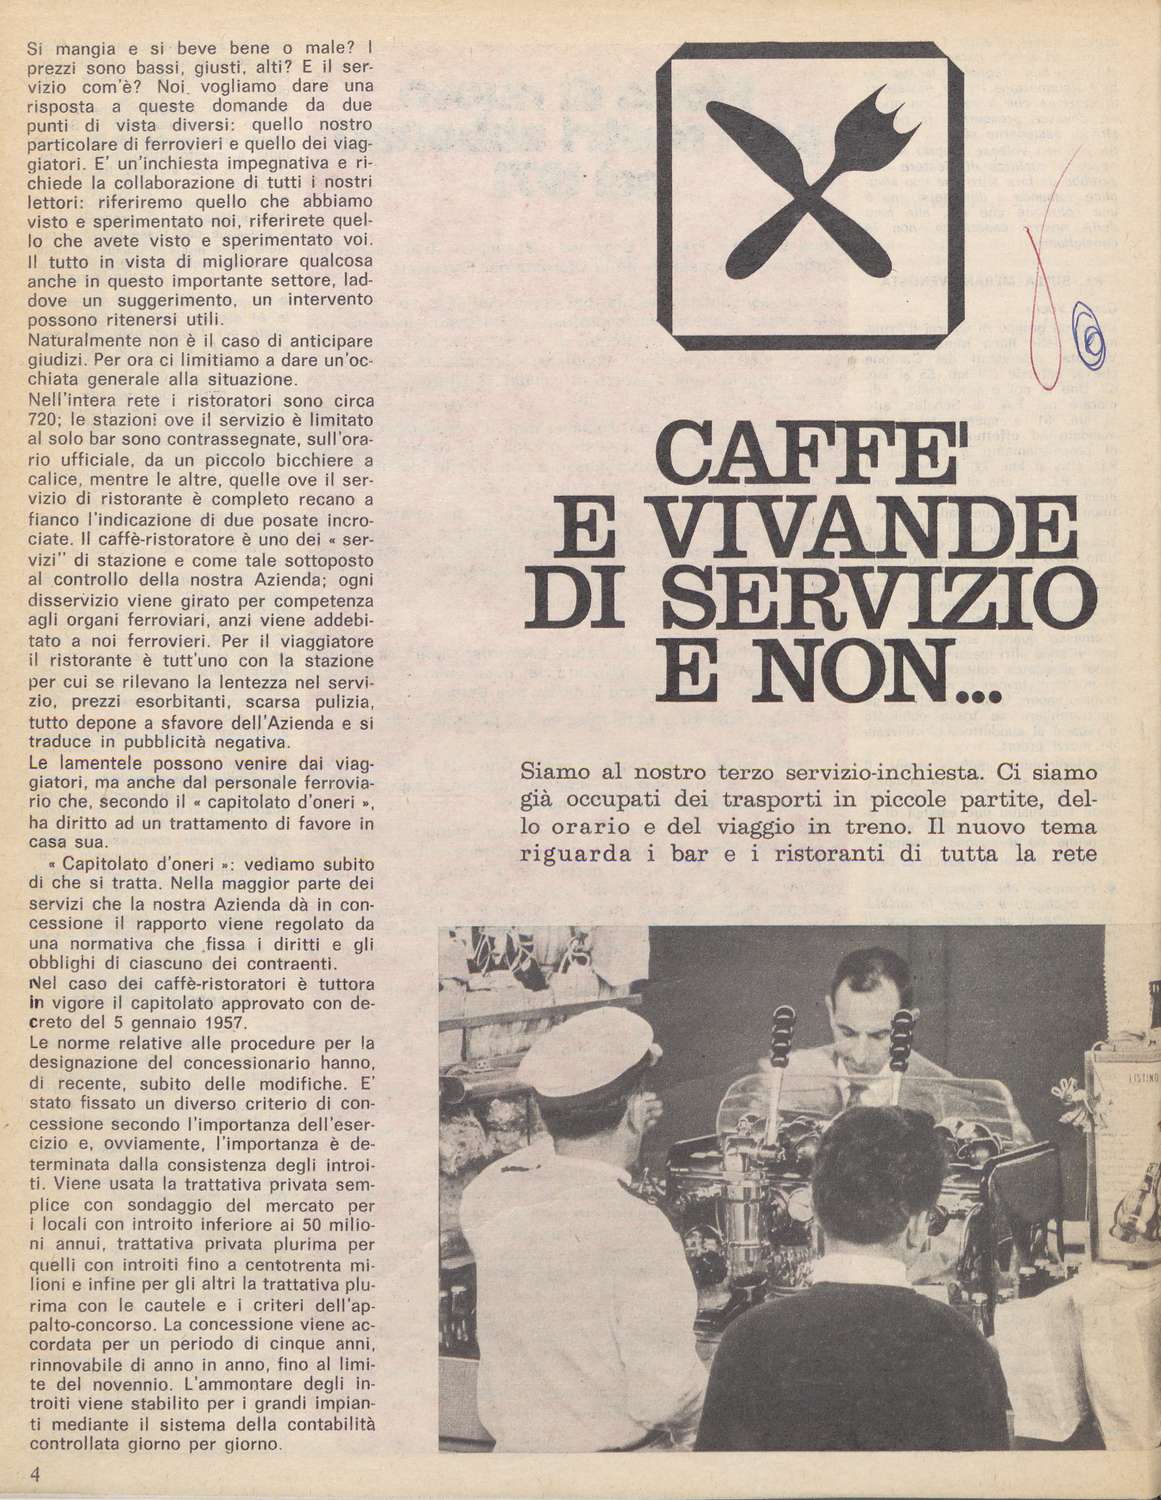 Si mangia e si beve bene o male? I
prezzi sono bassi, giusti, alti? E il ser-
vizio com'è? Noi vogliamo dare una
risposta a queste domande da due
punti di vista diversi: quello nostro
particolare di ferrovieri e quello dei viag-
giatori. E' un'inchiesta impegnativa e ri-
chiede la collaborazione di tutti i nostri
lettori: riferiremo quello che abbiamo
visto e sperimentato noi, riferirete quel-
lo che avete visto e sperimentato voi.
Il tutto in vista di migliorare qualcosa
anche in questo importante settore, lad-
dove un suggerimento, un intervento
possono ritenersi utili.
Naturalmente non è il caso di anticipare
giudizi. Per ora ci limitiamo a dare un'oc-
chiata generale alla situazione.
Nell'intera rete i ristoratori sono circa
720; le stazioni ove il servizio è limitato
al solo bar sono contrassegnate, sull'ora-
rio ufficiale, da un piccolo bicchiere a
calice, mentre le altre, quelle ove il ser-
vizio di ristorante è completo recano a
fianco l'indicazione di due posate incro-
ciate. Il caffè-ristoratore è uno dei « ser-
vizi" di stazione e come tale sottoposto
al controllo della nostra Azienda; ogni
disservizio viene girato per competenza
agli organi ferroviari, anzi viene addebi-
tato a noi ferrovieri. Per il viaggiatore
il ristorante è tutt'uno con la stazione
per cui se rilevano la lentezza nel servi-
zio, prezzi esorbitanti, scarsa pulizia,
tutto depone a sfavore dell'Azienda e si
traduce in pubblicità negativa.
Le lamentele possono venire dai viag-
giatori, ma anche dal personale ferrovia-
rio che, secondo il « capitolato d'oneri »,
ha diritto ad un trattamento di favore in
casa sua.
« Capitolato d'oneri »: vediamo subito
di che si tratta. Nella maggior parte dei
servizi che la nostra Azienda dà in con-
cessione il rapporto viene regolato da
una normativa che fissa i diritti e gli
obblighi di ciascuno dei contraenti.
Nel caso dei caffè-ristoratori è tuttora
in vigore il capitolato approvato con de-
creto del 5 gennaio 1957.
Le norme relative alle procedure per la
designazione del concessionario hanno,
di recente, subito delle modifiche. E'
stato fissato un diverso criterio di con-
cessione secondo l'importanza dell'eser-
cizio e, ovviamente, l'importanza è de-
terminata dalla consistenza degli introi-
ti. Viene usata la trattativa privata sem-
plice con sondaggio del mercato per
i locali con introito inferiore ai 50 milio-
ni annui, trattativa privata plurima per
quelli con introiti fino a centotrenta mi-
lioni e infine per gli altri la trattativa plu-
rima con le cautele e i criteri dell'ap-
palto-concorso. La concessione viene ac-
cordata per un periodo di cinque anni,
rinnovabile di anno in anno, fino al limi-
te del novennio. L'ammontare degli in-
troiti viene stabilito per i grandi impian-
ti mediante il sistema della contabilità
controllata giorno per giorno.
4
CAFFE'
E VIVANDE
DI SERVIZIO
E NON...
Siamo al nostro terzo servizio-inchiesta. Ci siamo
già occupati dei trasporti in piccole partite, del-
lo orario e del viaggio in treno. Il nuovo tema
riguarda i bar e i ristoranti di tutta la rete
LISTINO